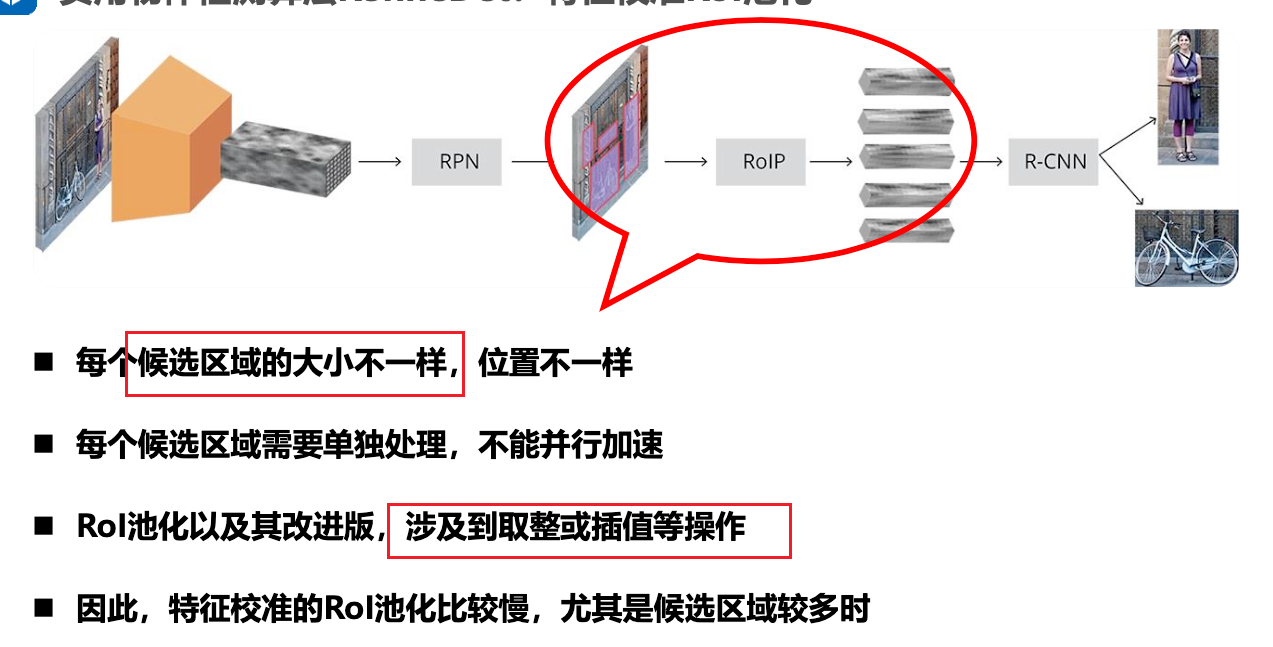 RPN
RoIP
R-CNN
每个候选区域的大小不一样，位置不一样
每个候选区域需要单独处理，不能并行加速
RoI池化以及其改进版，涉及到取整或插值等操作
因此，特征校准的RoI池化比较慢，尤其是候选区域较多时